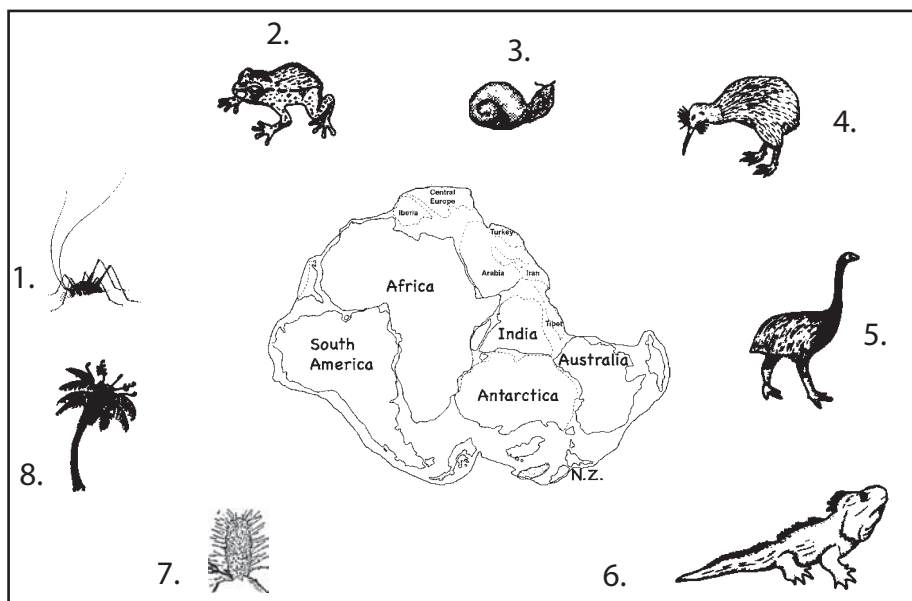 2.
3.
4.
Central
Europe
Iberia
Turkey
1.
Arabia
Iran
Africa
India
Tibet
South
America
Australia
5.
Antarctica
8.
N.Z.
7.
6.